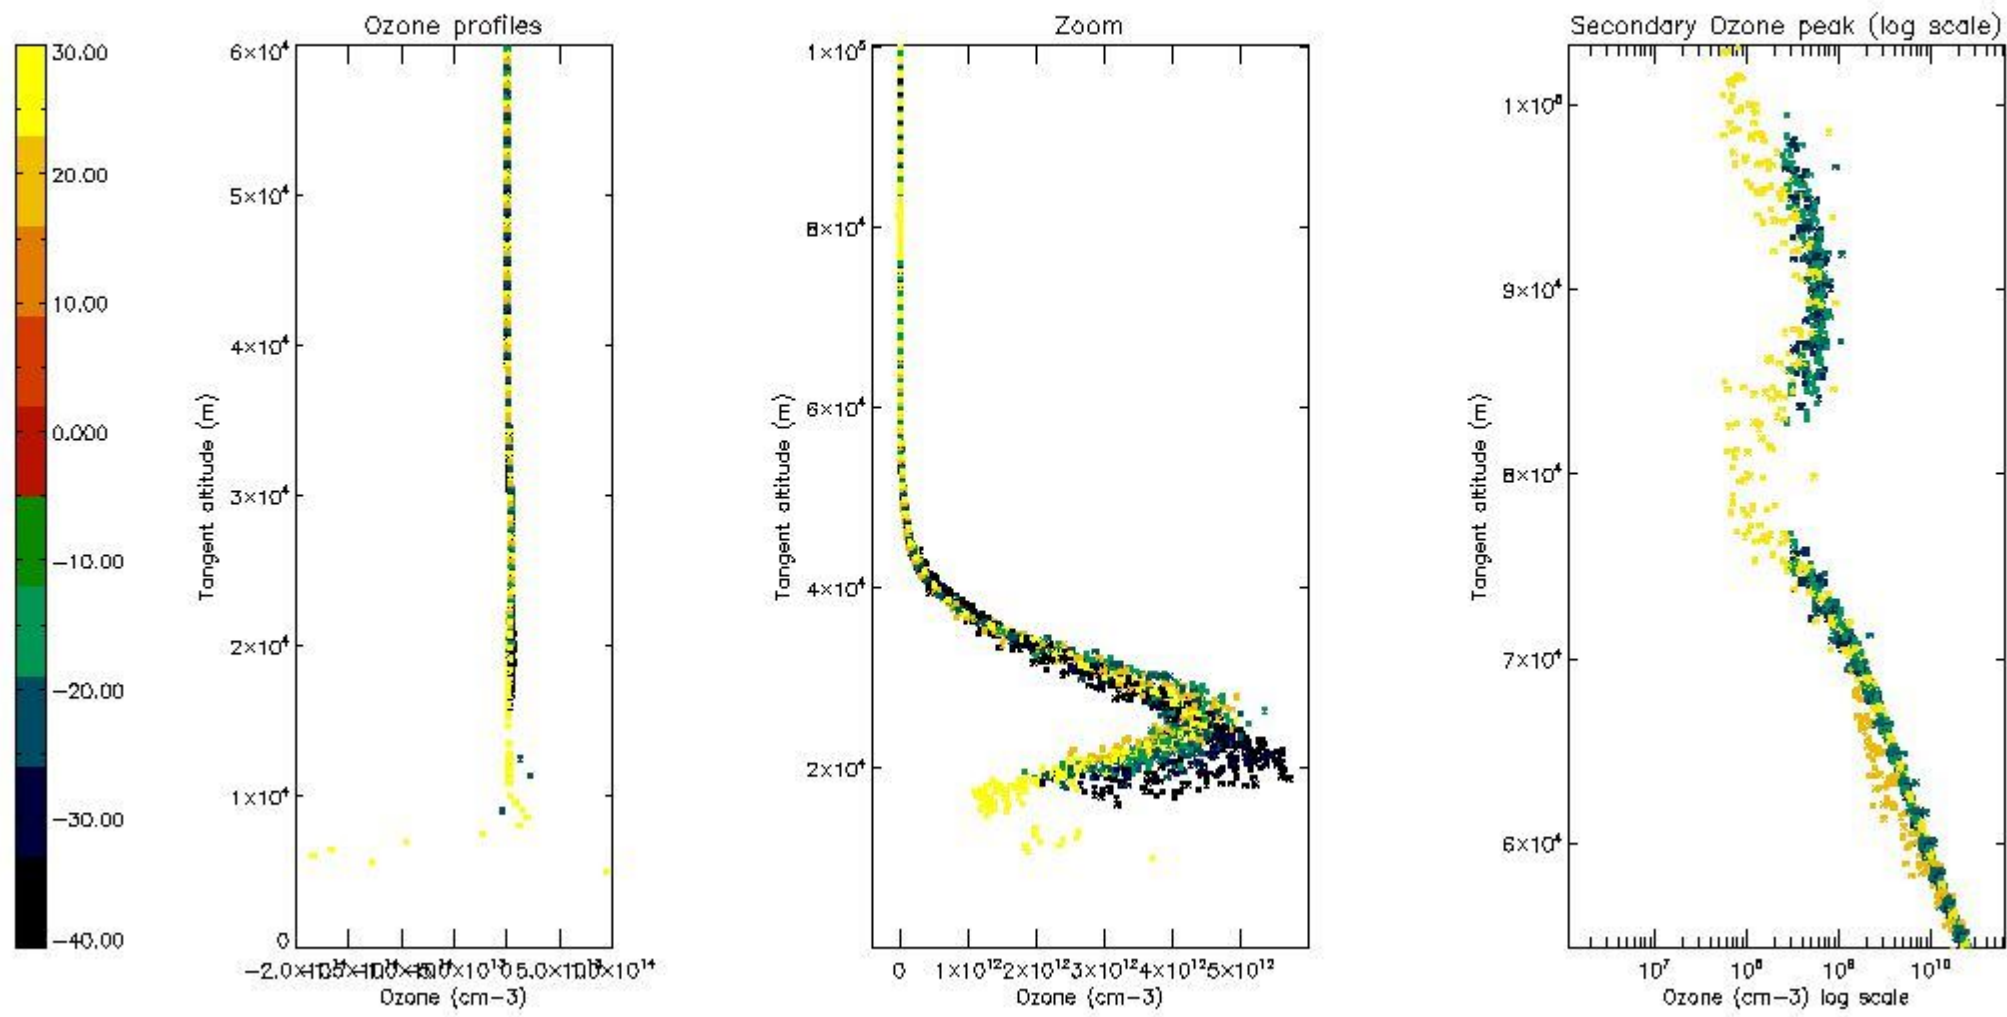 Ozone profiles
Zoom
Secondary Ozone peak (log scale)
30.00
20.00
10.00
0.000
−10.00
−20.00
−30.00
−40.00
6×10⁴
5×10⁴
4×10⁴
3×10⁴
2×10⁴
1×10⁴
0
Tangent altitude (m)
Ozone (cm−3)
1×10⁵
8×10⁴
6×10⁴
4×10⁴
2×10⁴
Tangent altitude (m)
0 1×10¹² 2×10¹² 3×10¹² 4×10¹² 5×10¹²
Ozone (cm−3)
9×10⁴
8×10⁴
7×10⁴
6×10⁴
Tangent altitude (m)
10⁷ 10⁹ 10¹⁰
Ozone (cm−3) log scale